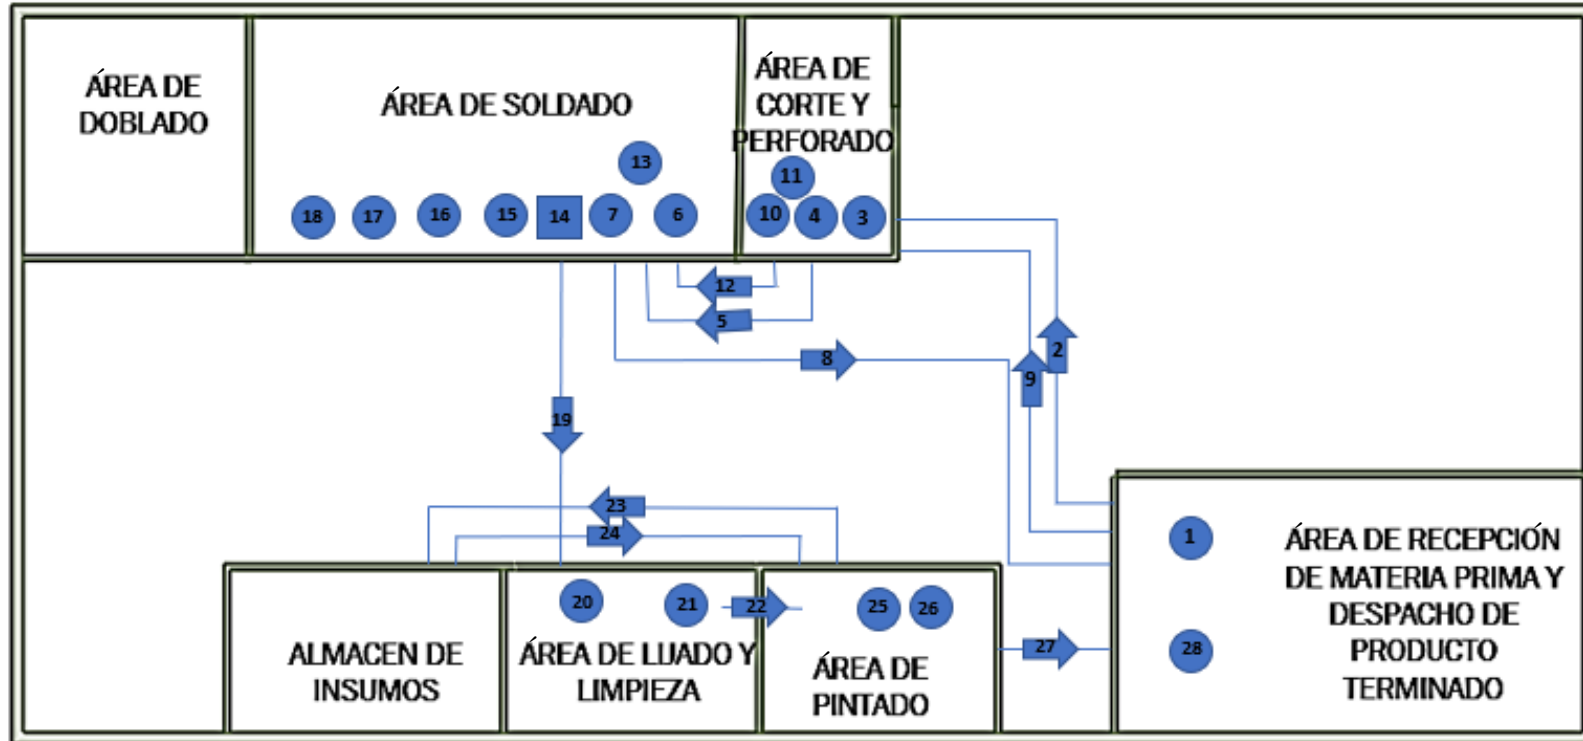 ÁREA DE
DOBLADO
ÁREA DE SOLDADO
ÁREA DE
CORTE Y
PERFORADO
13
11
18
17
16
15
14
7
6
10
4
3
12
5
8
2
9
19
23
24
1
ÁREA DE RECEPCIÓN
DE MATERIA PRIMA Y
DESPACHO DE
PRODUCTO
TERMINADO
28
20
21
22
25
26
27
ALMACEN DE
INSUMOS
ÁREA DE LIJADO Y
LIMPIEZA
ÁREA DE
PINTADO